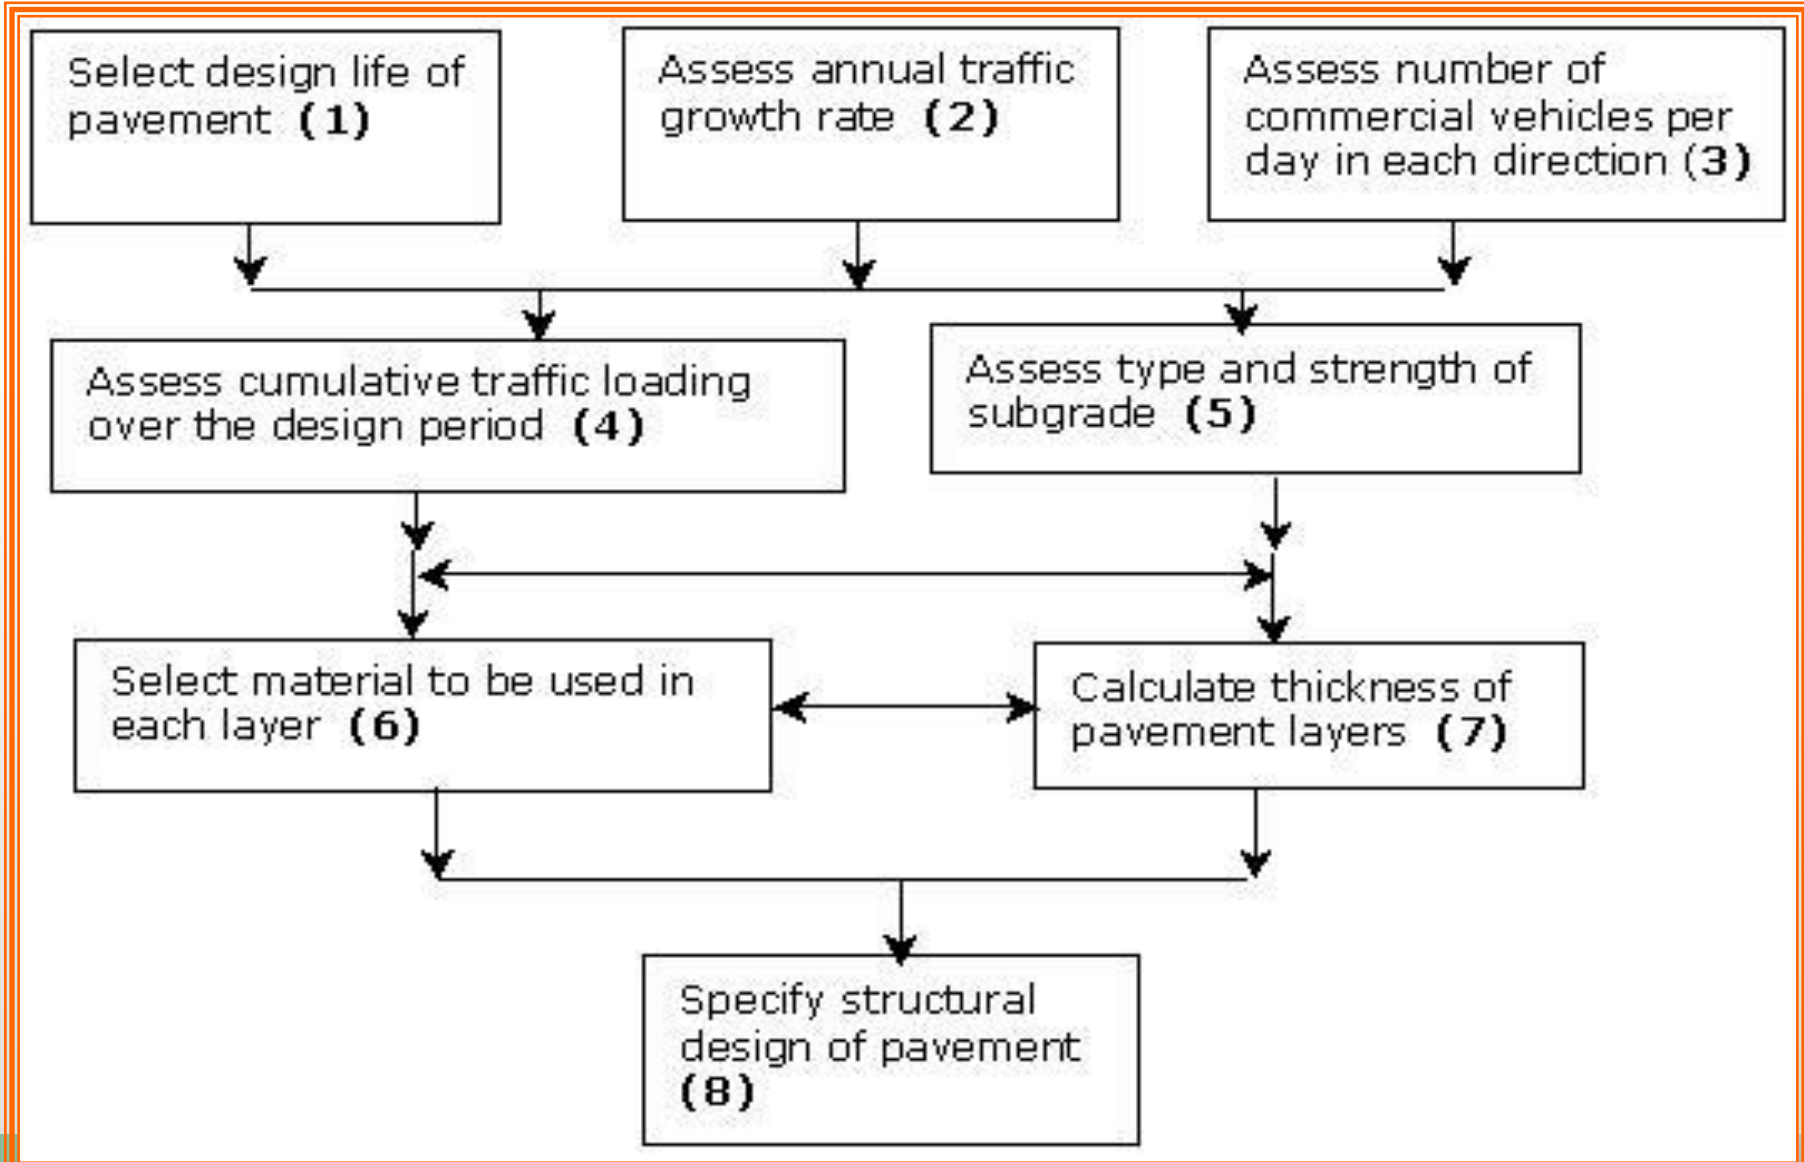 Select design life of
pavement (1)
Assess annual traffic
growth rate (2)
Assess number of
commercial vehicles per
day in each direction (3)
Assess cumulative traffic loading
over the design period (4)
Assess type and strength of
subgrade (5)
Select material to be used in
each layer (6)
Calculate thickness of
pavement layers (7)
Specify structural
design of pavement
(8)